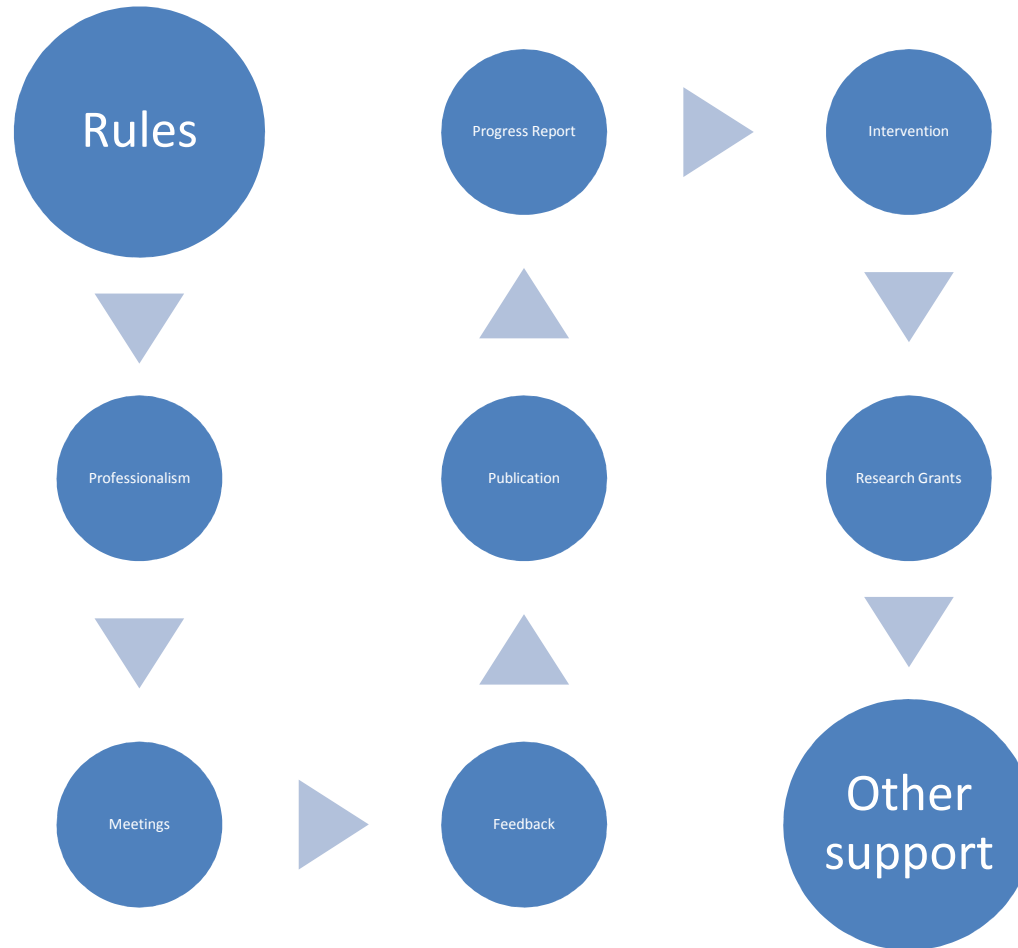 Rules
Professionalism
Meetings
Feedback
Publication
Progress Report
Intervention
Research Grants
Other
support